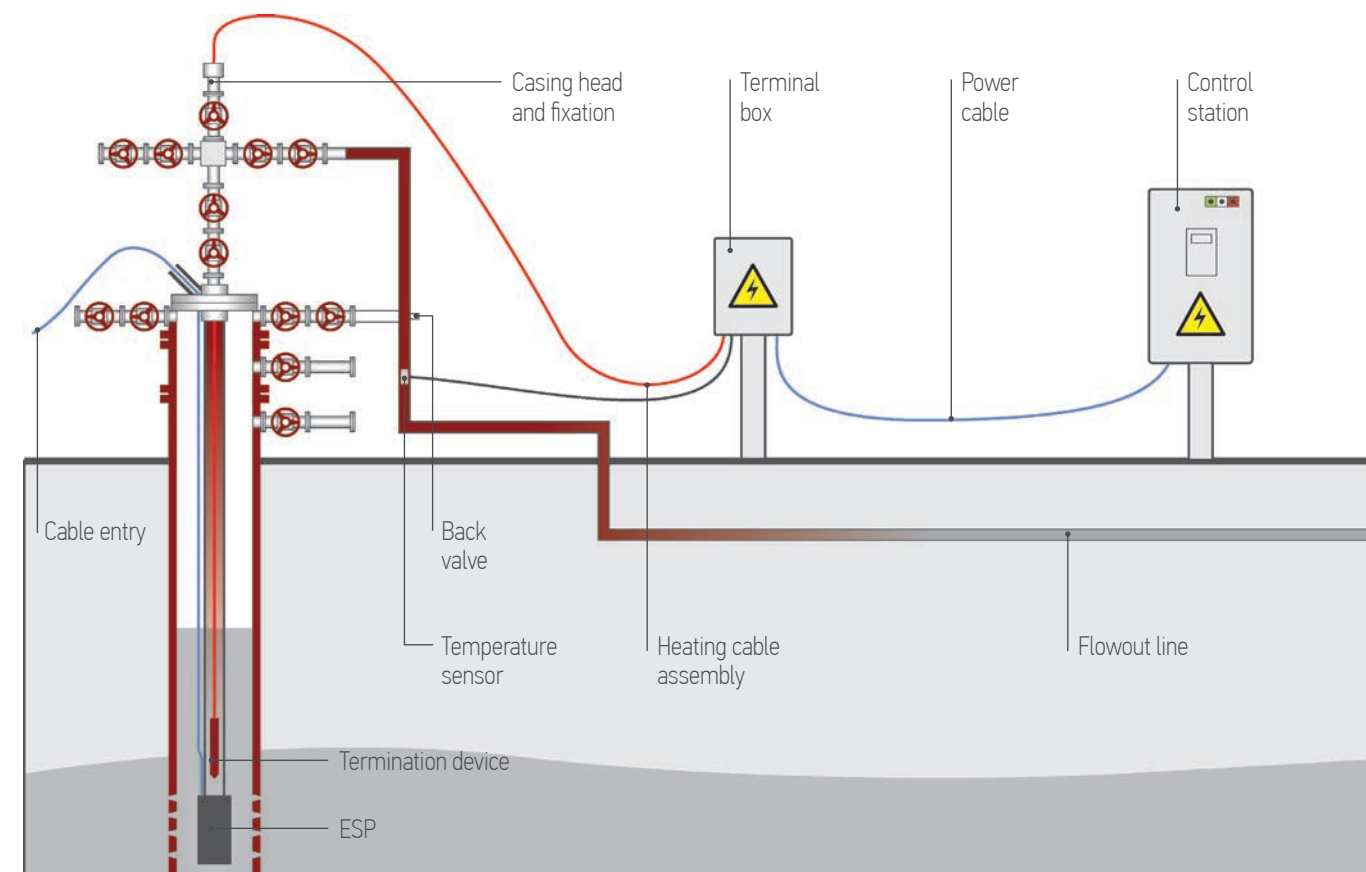 Casing head
and fixation
Terminal
box
Power
cable
Control
station
Cable entry
Back
valve
Temperature
sensor
Heating cable
assembly
Flowout line
Termination device
ESP